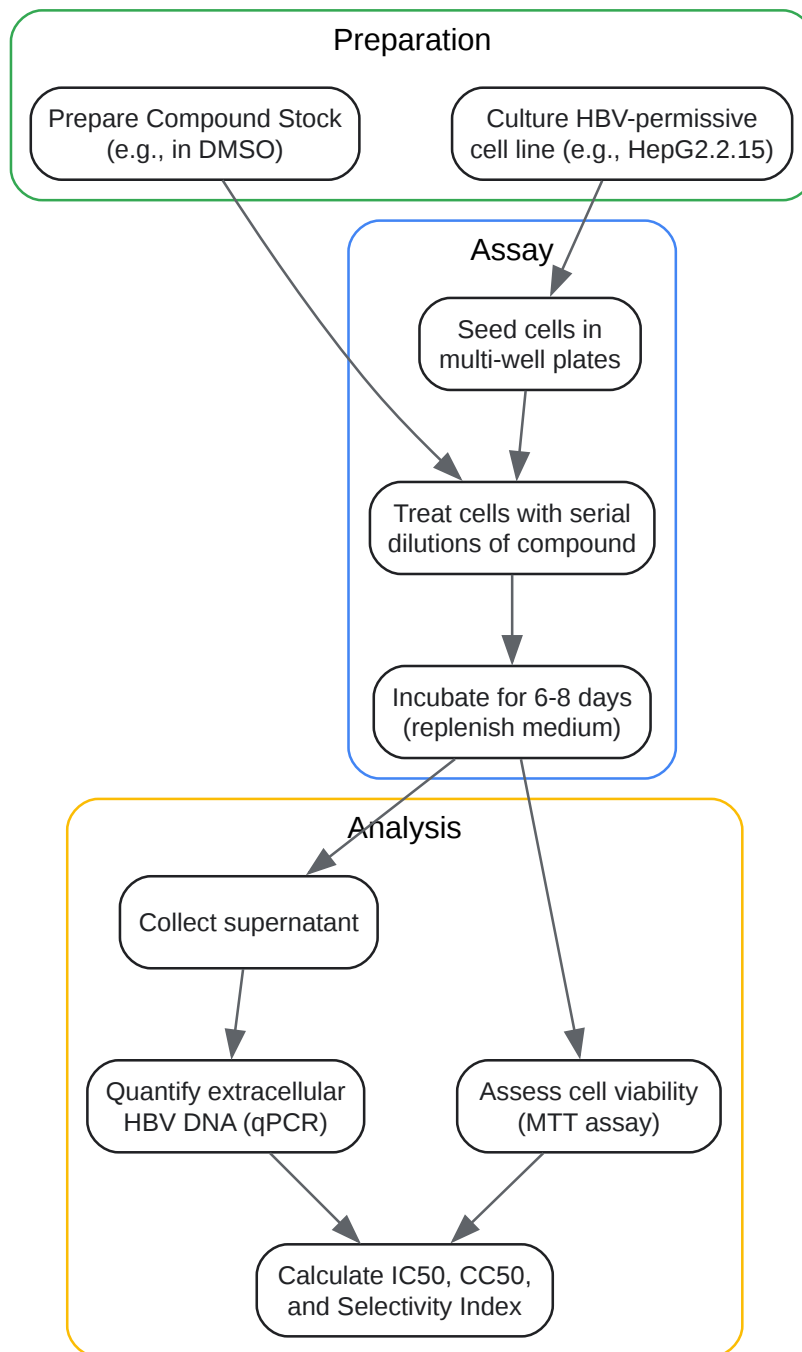 Preparation
Prepare Compound Stock
(e.g., in DMSO)
Culture HBV-permissive
cell line (e.g., HepG2.2.15)
Assay
Seed cells in
multi-well plates
Treat cells with serial
dilutions of compound
Incubate for 6-8 days
(replenish medium)
Analysis
Collect supernatant
Quantify extracellular
HBV DNA (qPCR)
Assess cell viability
(MTT assay)
Calculate IC50, CC50,
and Selectivity Index